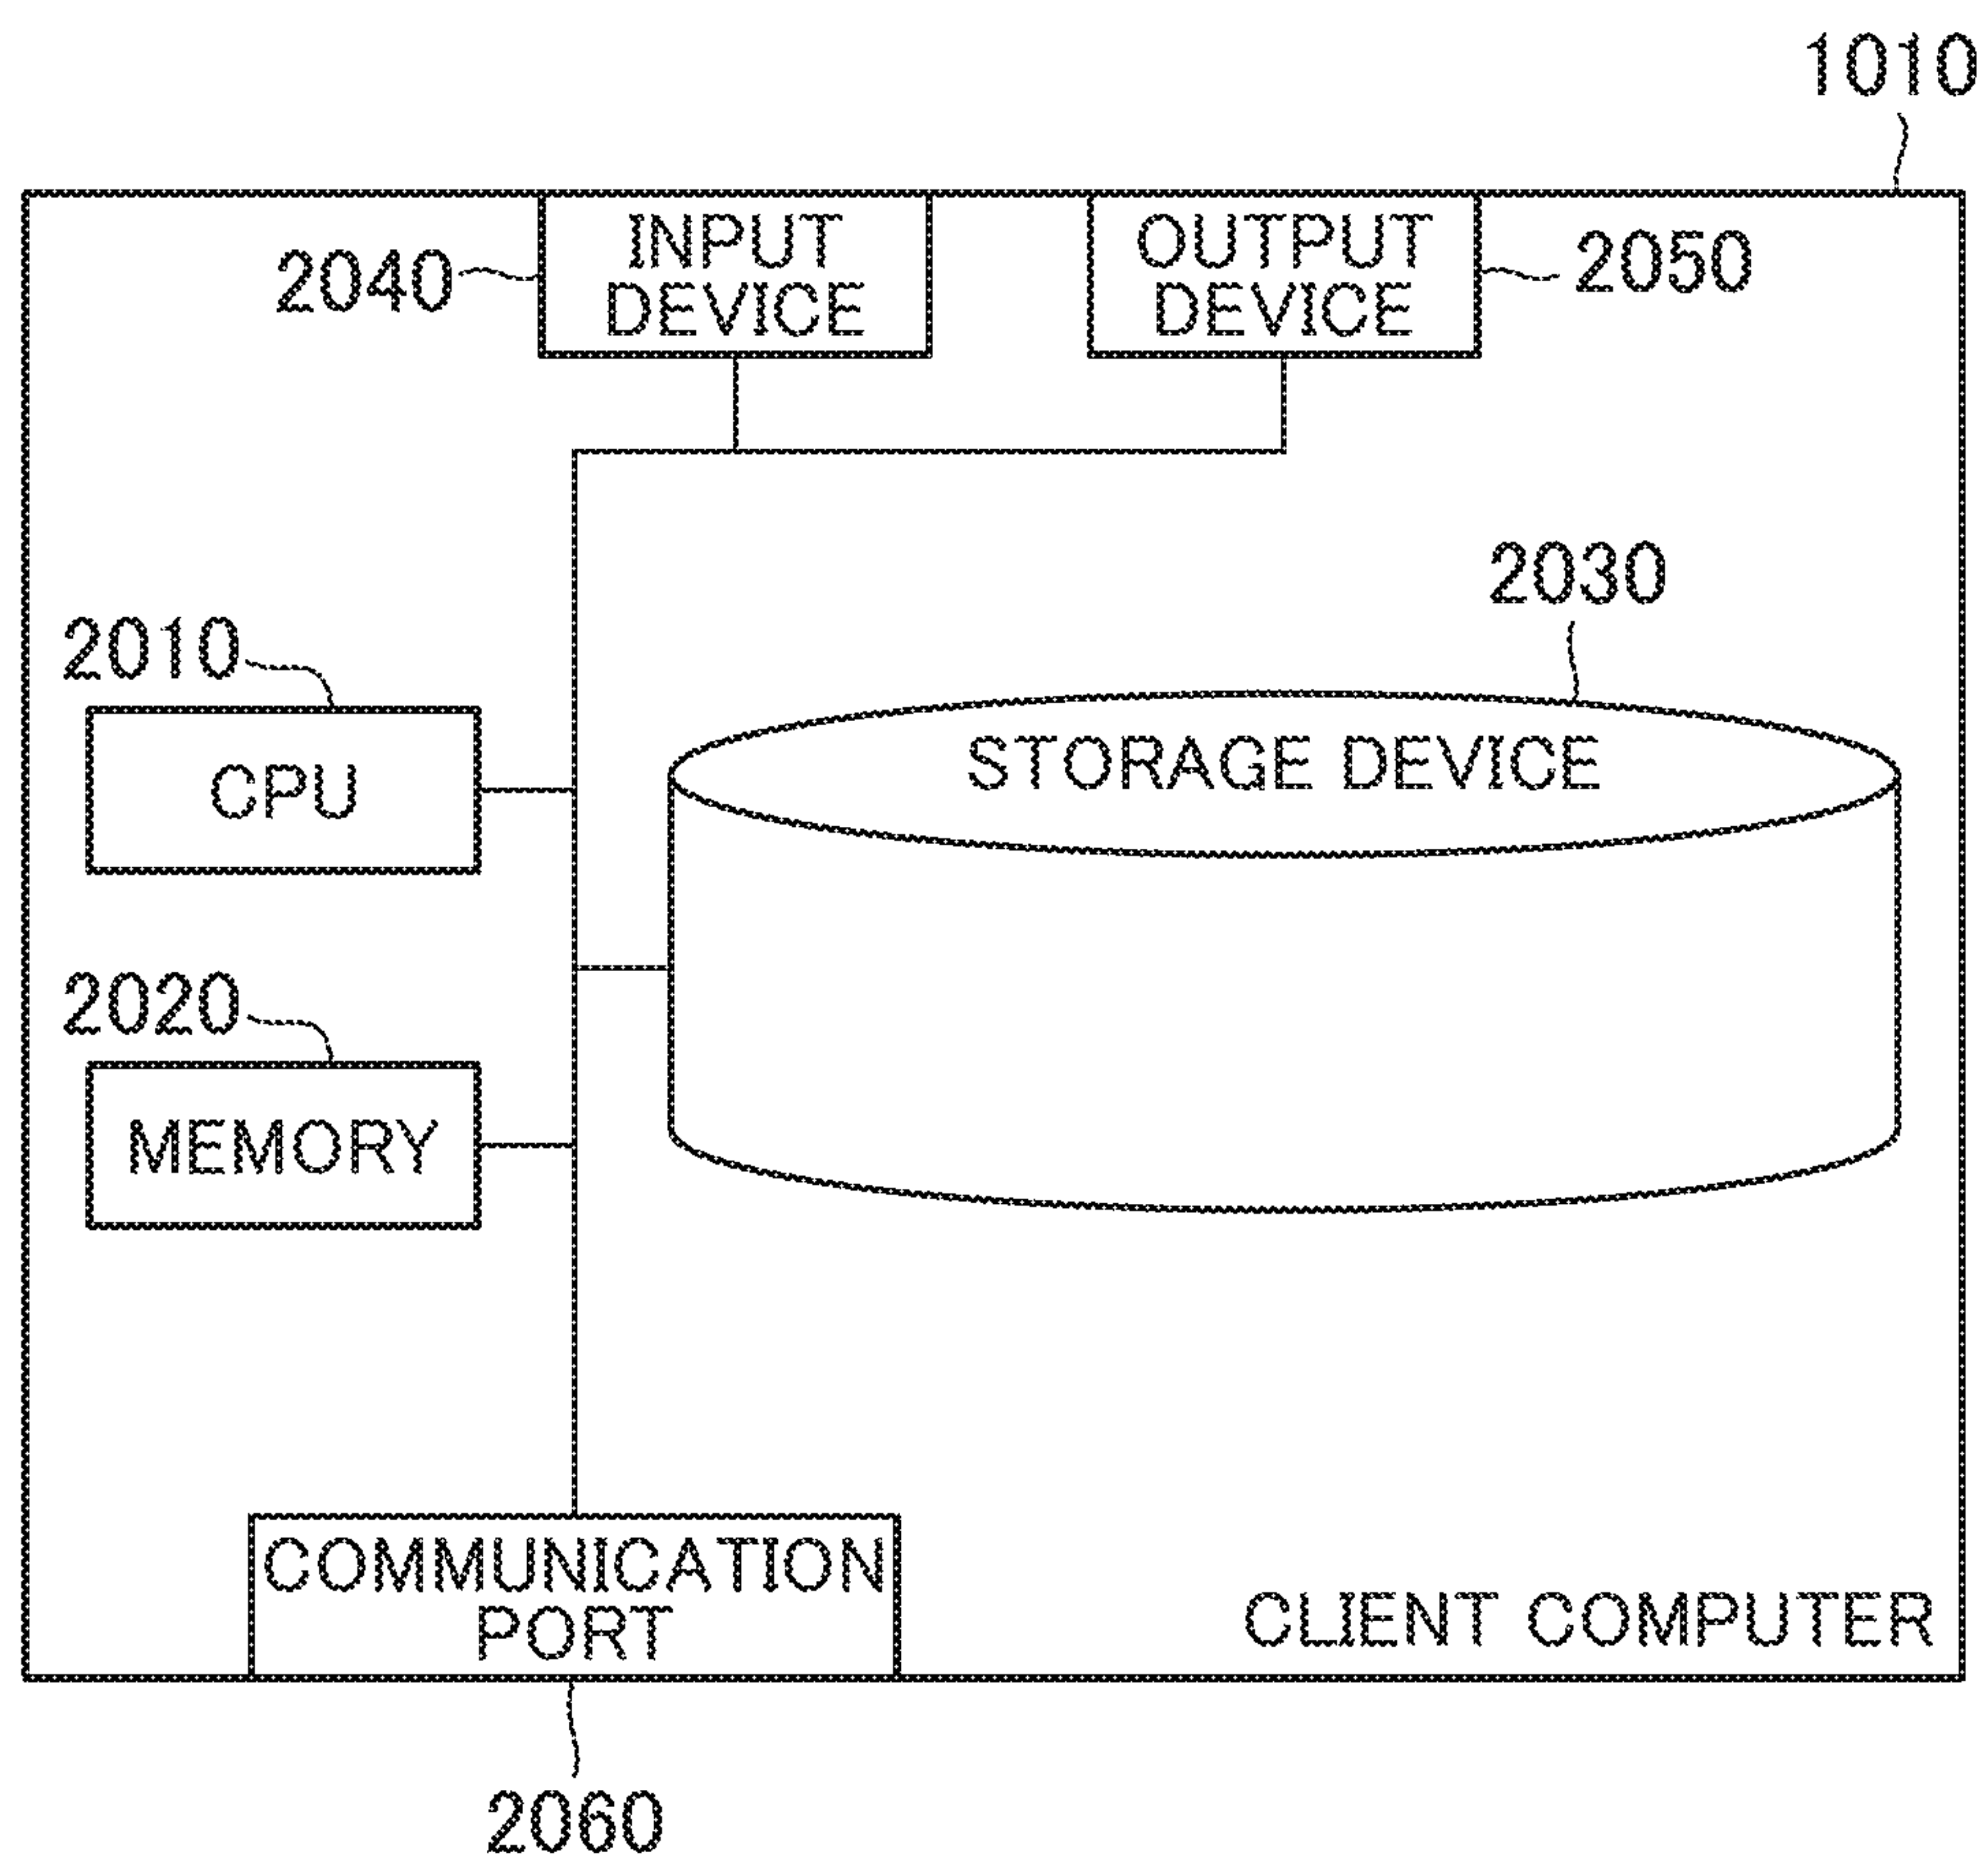 1010
INPUT
DEVICE
2040
OUTPUT
DEVICE
2050
2030
STORAGE DEVICE
2010
CPU
2020
MEMORY
COMMUNICATION
PORT
CLIENT COMPUTER
2060